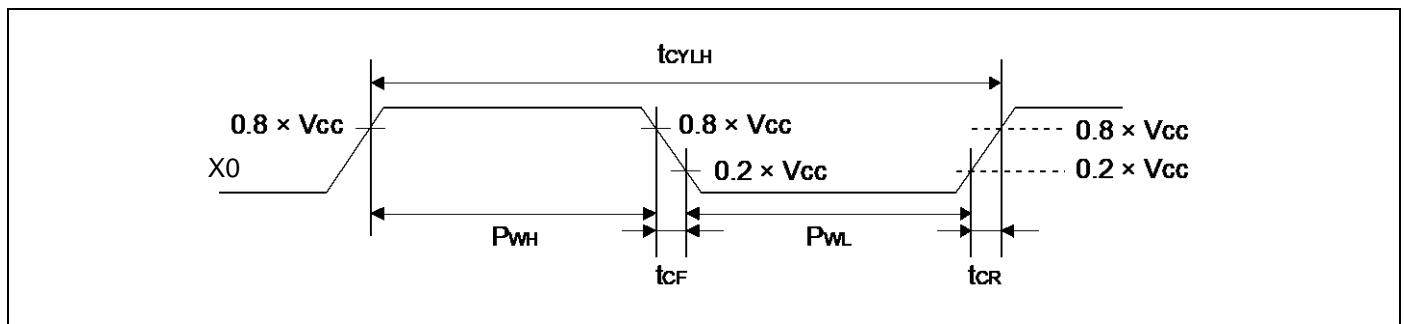 tCYLH
0.8 × Vcc
0.8 × Vcc
0.8 × Vcc
X0
0.2 × Vcc
0.2 × Vcc
PWH
PWL
tCF
tCR